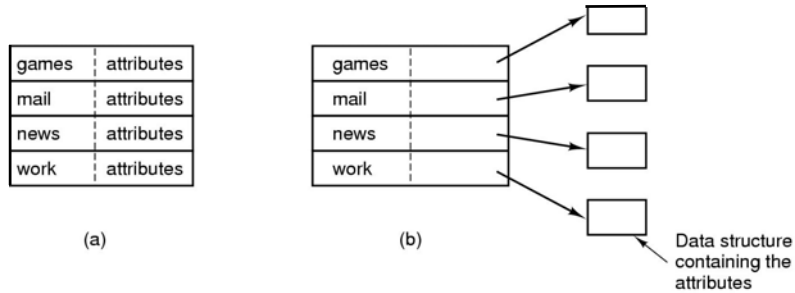 games attributes
mail attributes
news attributes
work attributes
(a)
games
mail
news
work
(b)
Data structure
containing the
attributes